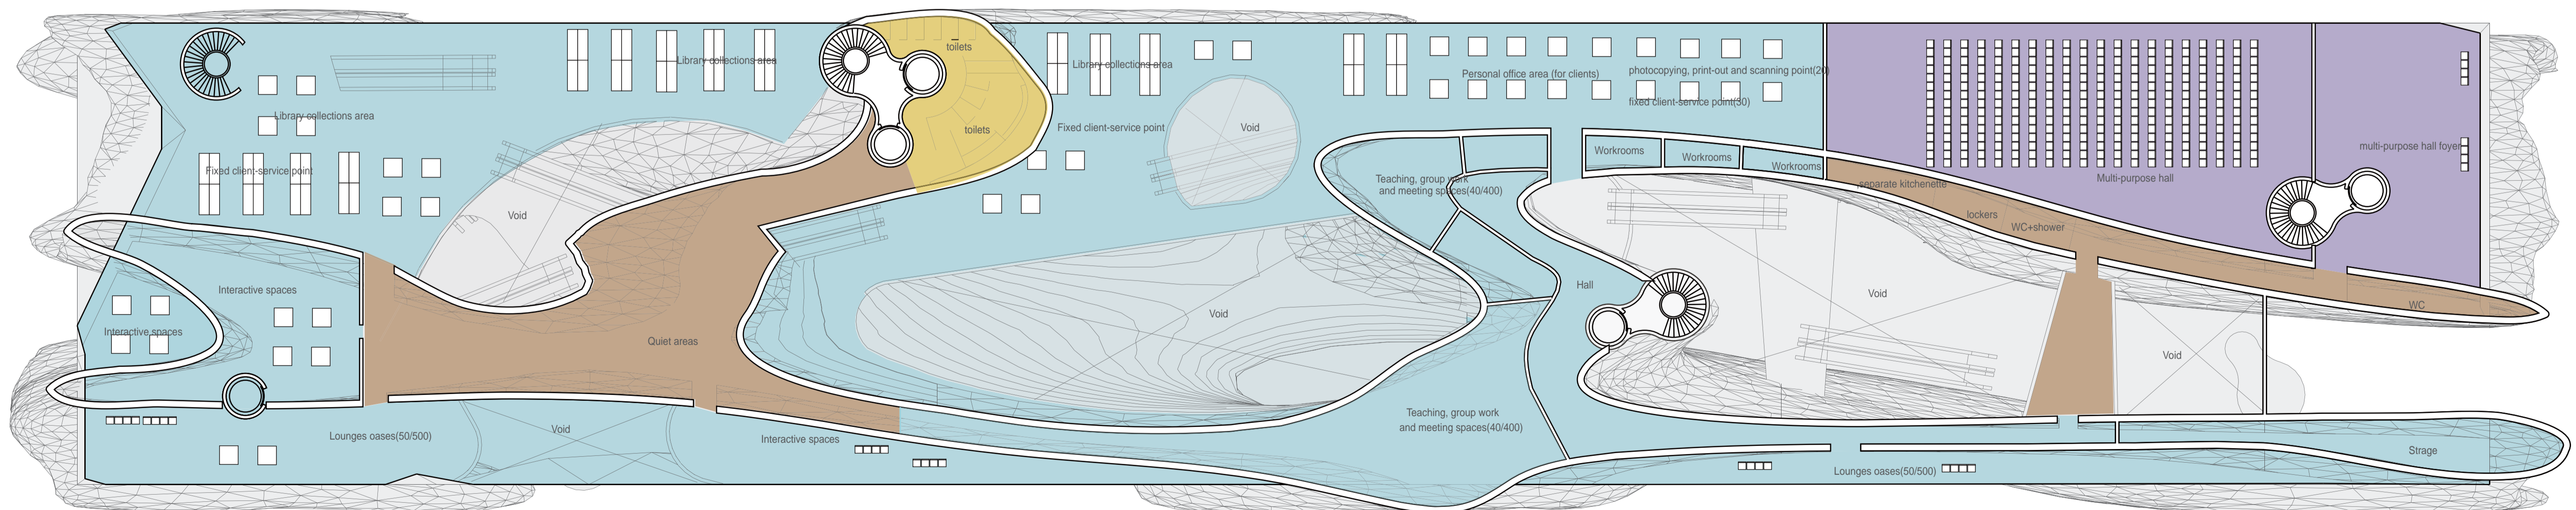 toilets
Library collections area
Library collections area
Personal office area (for clients)
photocopying, print-out and scanning point(20)
fixed client-service point(30)
Library collections area
toilets
Fixed client-service point
Void
Workrooms
Workrooms
Workrooms
multi-purpose hall foyer
Multi-purpose hall
Fixed client-service point
Teaching, group work
and meeting spaces(40/400)
separate kitchenette
lockers
WC+shower
Void
Interactive spaces
Hall
Void
Void
WC
Interactive spaces
Quiet areas
Void
Teaching, group work
and meeting spaces(40/400)
Lounges oases(50/500)
Void
Interactive spaces
Strage
Lounges oases(50/500)